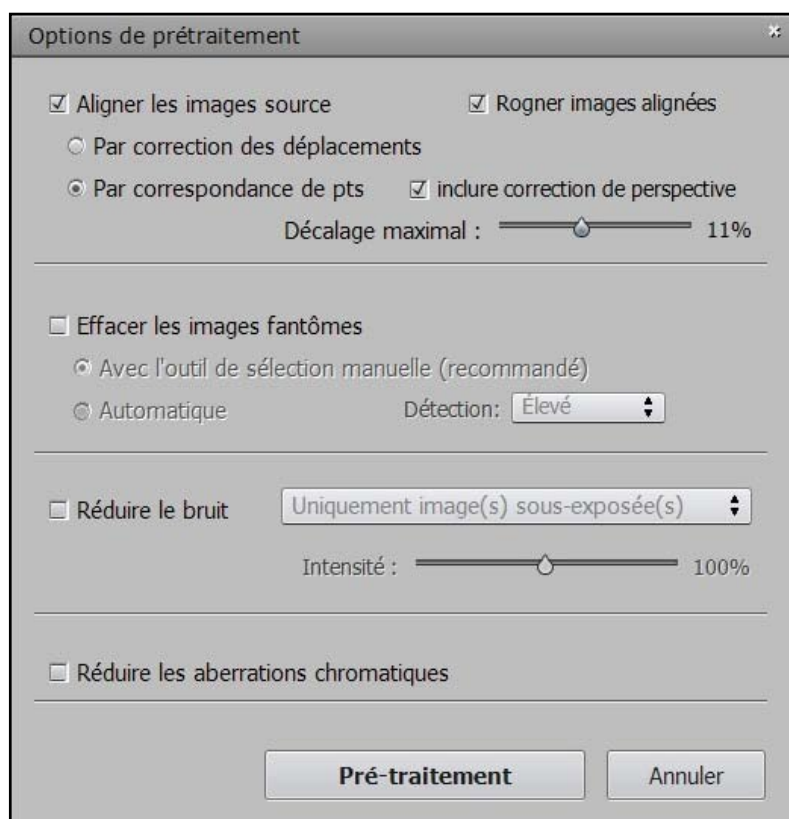 Options de prétraitement
Aligner les images source Rogner images alignées
Par correction des déplacements
Par correspondance de pts inclure correction de perspective
Décalage maximal : 11%
Effacer les images fantômes
Avec l'outil de sélection manuelle (recommandé)
Automatique Détection: Élevé
Réduire le bruit Uniquement image(s) sous-exposée(s)
Intensité : 100%
Réduire les aberrations chromatiques
Pré-traitement Annuler